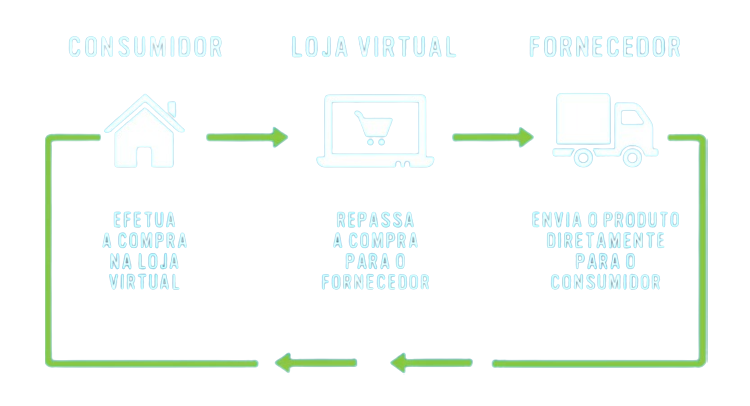 CONSUMIDOR
LOJA VIRTUAL
FORNECEDOR
EFETUA
A COMPRA
NA LOJA
VIRTUAL
REPASSA
A COMPRA
PARA O
FORNECEDOR
ENVIA O PRODUTO
DIRETAMENTE
PARA O
CONSUMIDOR